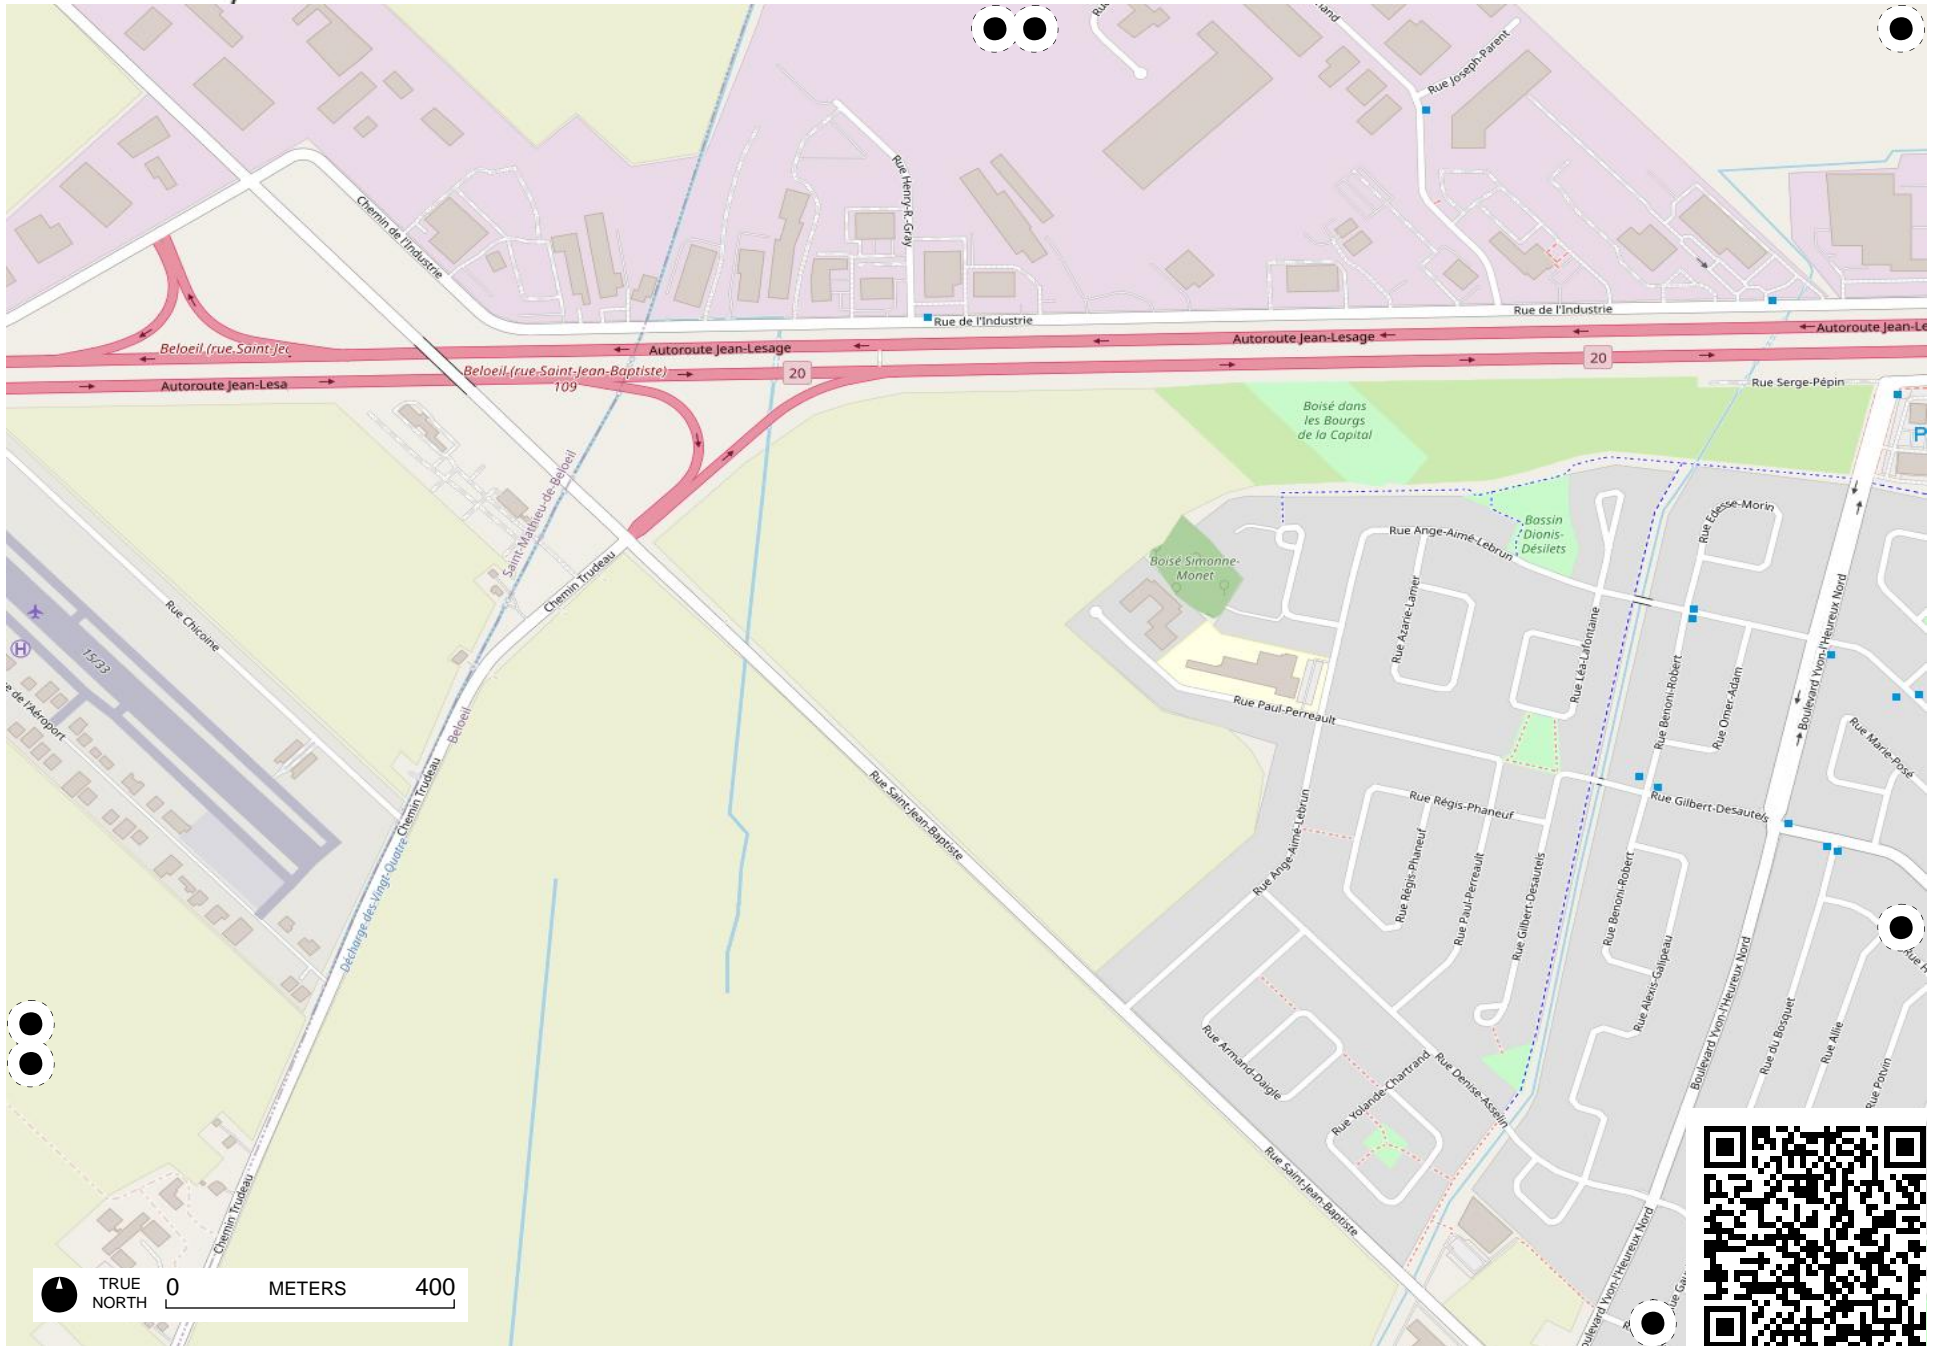 Rue Joseph-Parent
Rue Henry-R.-Gray
Chemin de l'Industrie
Rue de l'Industrie
Rue de l'Industrie
Autoroute Jean-Le
Autoroute Jean-Lesage
Autoroute Jean-Lesage
Beloeil (rue Saint-Je
Beloeil (rue Saint-Jean-Baptiste)
109
20
20
Autoroute Jean-Lesa
Rue Serge-Pépin
Boisé dans
les Bourgs
de la Capital
P
Saint-Mathieu-de-Beloeil
Beloeil
Chemin Trudeau
Rue Chicoine
15/33
H
e de l'Aéroport
Chemin Trudeau
Décharge des Vingt-Quatre
Chemin Trudeau
Boisé Simonne-
Monet
Rue Ange-Aimé-Lebrun
Bassin
Dionis-
Désilets
Rue Edesse-Morin
Rue Azarie-Lamer
Rue Léa-Lafontaine
Rue Benoni-Robert
Rue Omer-Adam
Boulevard Yvon-l'Heureux Nord
Rue Marie-Posé
Rue Paul-Perreault
Rue Gilbert-Desautels
Rue Régis-Phaneuf
Rue Ange-Aimé-Lebrun
Rue Régis-Phaneuf
Rue Paul-Perreault
Rue Gilbert-Desautels
Rue Benoni-Robert
Rue Alexis-Galipeau
Boulevard Yvon-l'Heureux Nord
Rue du Bosquet
Rue Allie
Rue Potvin
Rue Saint-Jean-Baptiste
Rue Armand-Daigle
Rue Yolande-Chartrand
Rue Denise-Asselin
Rue Saint-Jean-Baptiste
oulevard Yvon-l'Heureux Nord
TRUE
NORTH
0 METERS 400